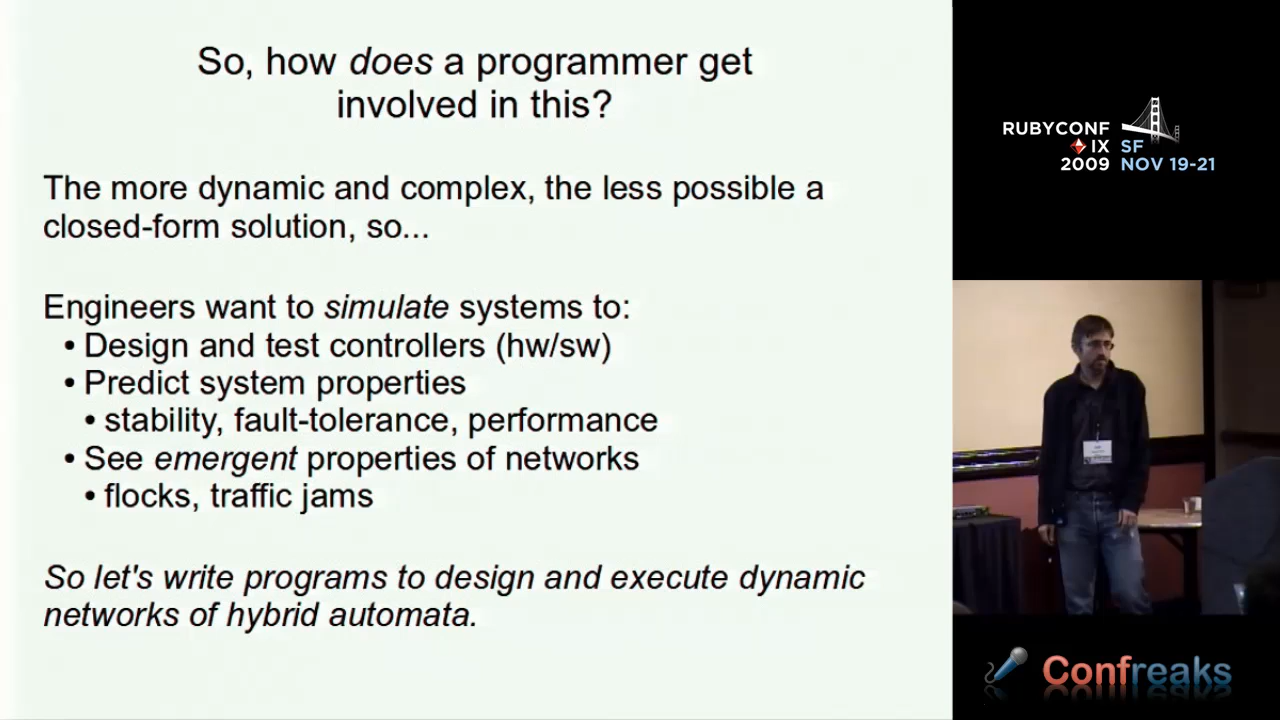 So, how does a programmer get
involved in this?
The more dynamic and complex, the less possible a
closed-form solution, so...
Engineers want to simulate systems to:
• Design and test controllers (hw/sw)
• Predict system properties
• stability, fault-tolerance, performance
• See emergent properties of networks
• flocks, traffic jams
So let's write programs to design and execute dynamic
networks of hybrid automata.
RUBYCONF
IX SF
2009 NOV 19-21
Confreaks